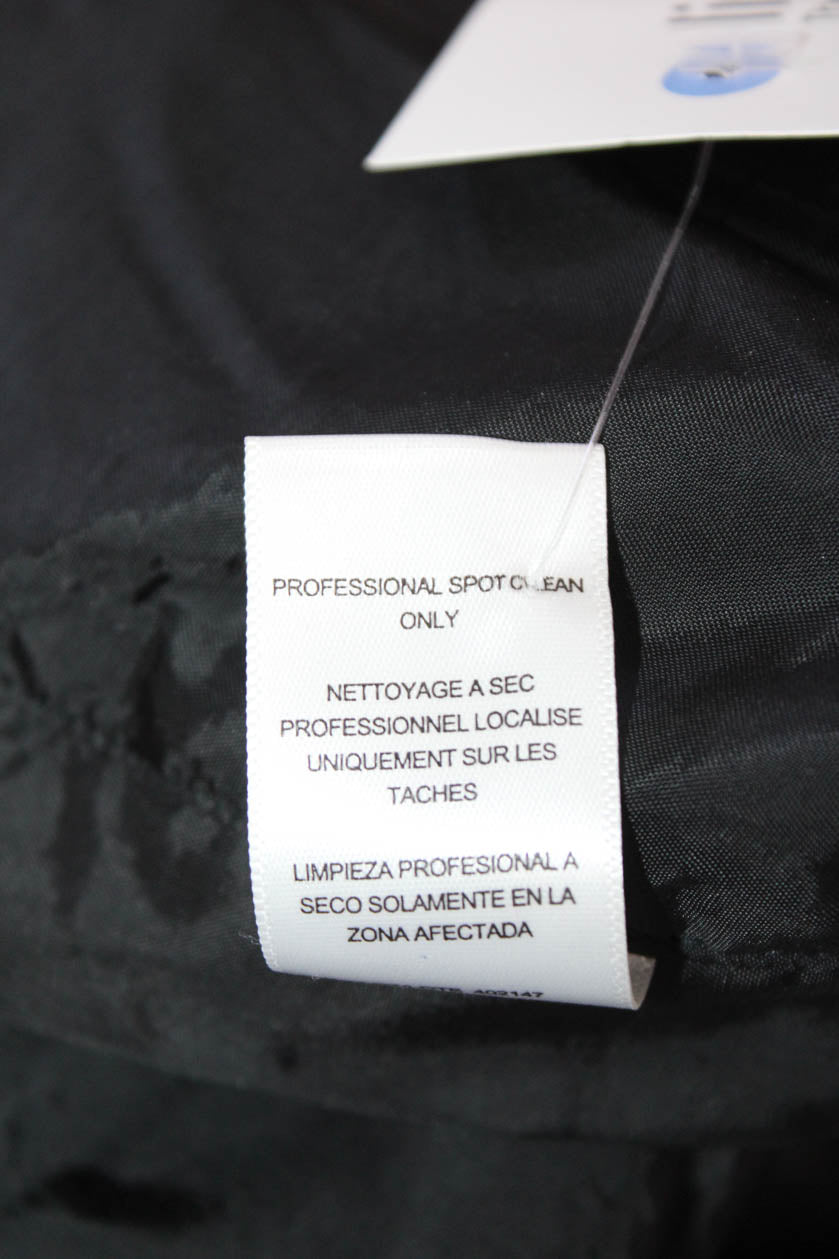 PROFESSIONAL SPOT CLEAN
ONLY
NETTOYAGE A SEC
PROFESSIONNEL LOCALISE
UNIQUEMENT SUR LES
TACHES
LIMPIEZA PROFESIONAL A
SECO SOLAMENTE EN LA
ZONA AFECTADA
402147